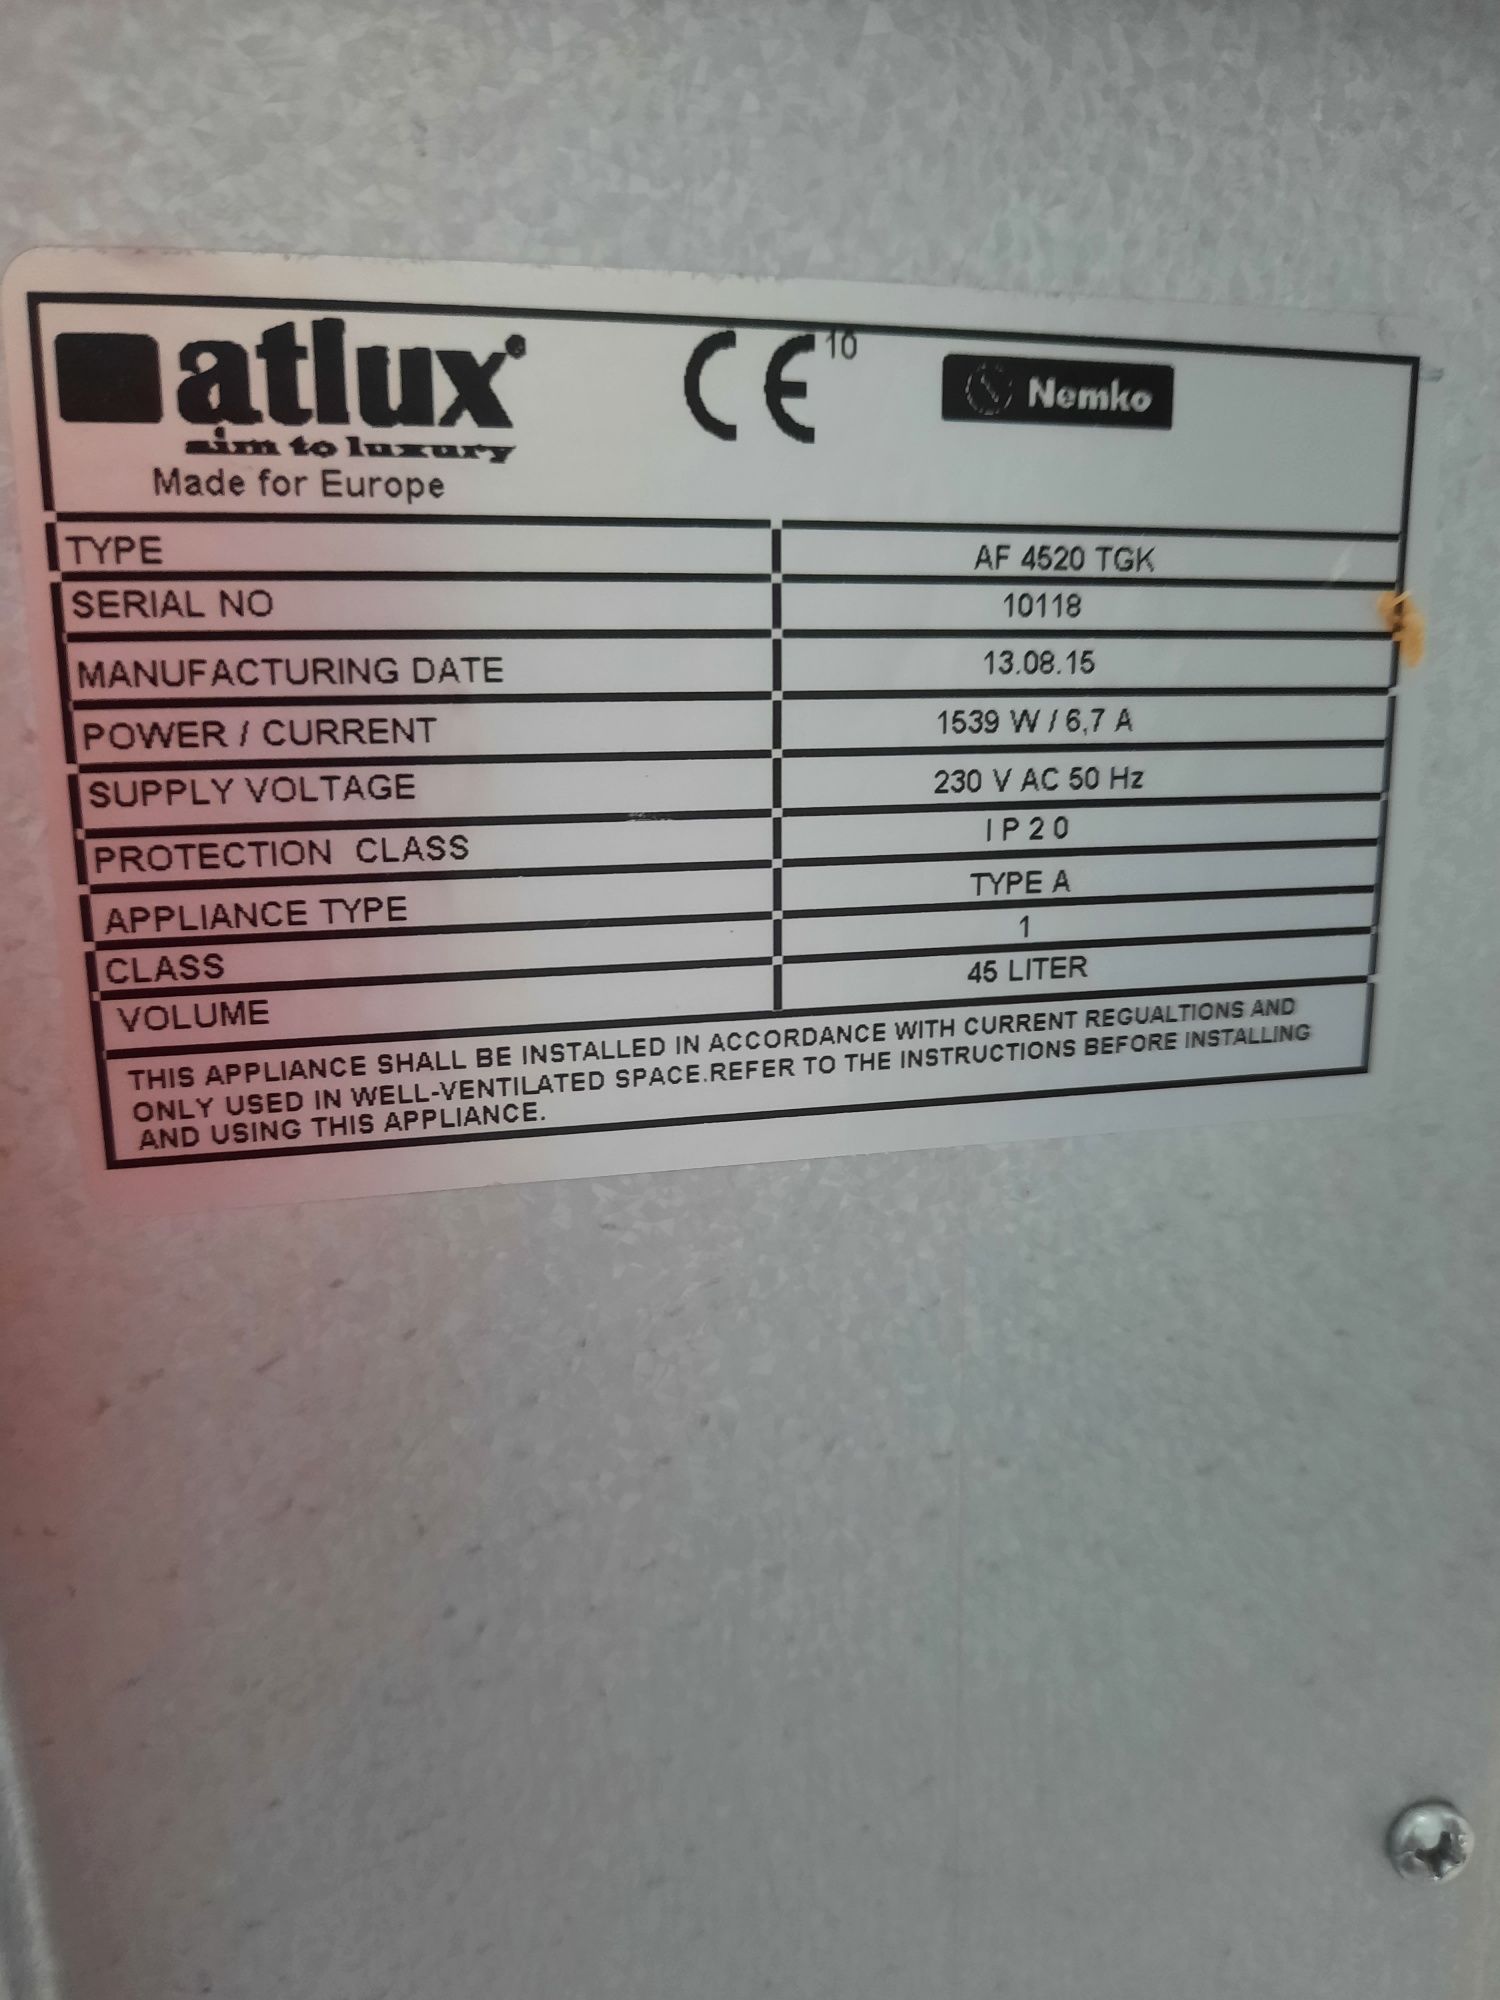 atlux®
aim to luxury
Made for Europe
CE 10
Nemko
TYPE AF 4520 TGK
SERIAL NO 10118
MANUFACTURING DATE 13.08.15
POWER / CURRENT 1539 W / 6,7 A
SUPPLY VOLTAGE 230 V AC 50 Hz
PROTECTION CLASS I P 2 0
APPLIANCE TYPE TYPE A
CLASS 1
VOLUME 45 LITER
THIS APPLIANCE SHALL BE INSTALLED IN ACCORDANCE WITH CURRENT REGUALTIONS AND
ONLY USED IN WELL-VENTILATED SPACE.REFER TO THE INSTRUCTIONS BEFORE INSTALLING
AND USING THIS APPLIANCE.